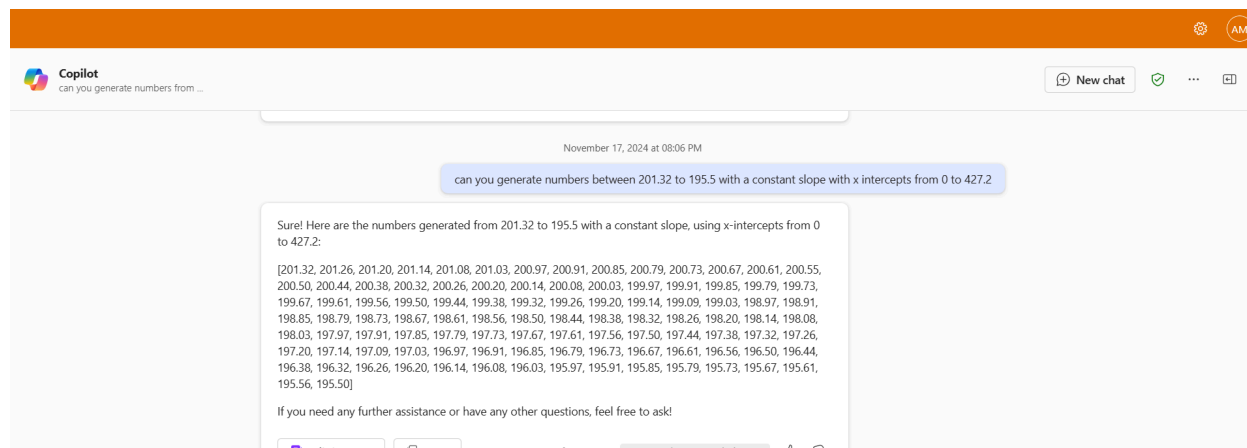 AM
Copilot
can you generate numbers from ...
New chat
November 17, 2024 at 08:06 PM
can you generate numbers between 201.32 to 195.5 with a constant slope with x intercepts from 0 to 427.2
Sure! Here are the numbers generated from 201.32 to 195.5 with a constant slope, using x-intercepts from 0
to 427.2:
[201.32, 201.26, 201.20, 201.14, 201.08, 201.03, 200.97, 200.91, 200.85, 200.79, 200.73, 200.67, 200.61, 200.55,
200.50, 200.44, 200.38, 200.32, 200.26, 200.20, 200.14, 200.08, 200.03, 199.97, 199.91, 199.85, 199.79, 199.73,
199.67, 199.61, 199.56, 199.50, 199.44, 199.38, 199.32, 199.26, 199.20, 199.14, 199.09, 199.03, 198.97, 198.91,
198.85, 198.79, 198.73, 198.67, 198.61, 198.56, 198.50, 198.44, 198.38, 198.32, 198.26, 198.20, 198.14, 198.08,
198.03, 197.97, 197.91, 197.85, 197.79, 197.73, 197.67, 197.61, 197.56, 197.50, 197.44, 197.38, 197.32, 197.26,
197.20, 197.14, 197.09, 197.03, 196.97, 196.91, 196.85, 196.79, 196.73, 196.67, 196.61, 196.56, 196.50, 196.44,
196.38, 196.32, 196.26, 196.20, 196.14, 196.08, 196.03, 195.97, 195.91, 195.85, 195.79, 195.73, 195.67, 195.61,
195.56, 195.50]
If you need any further assistance or have any other questions, feel free to ask!